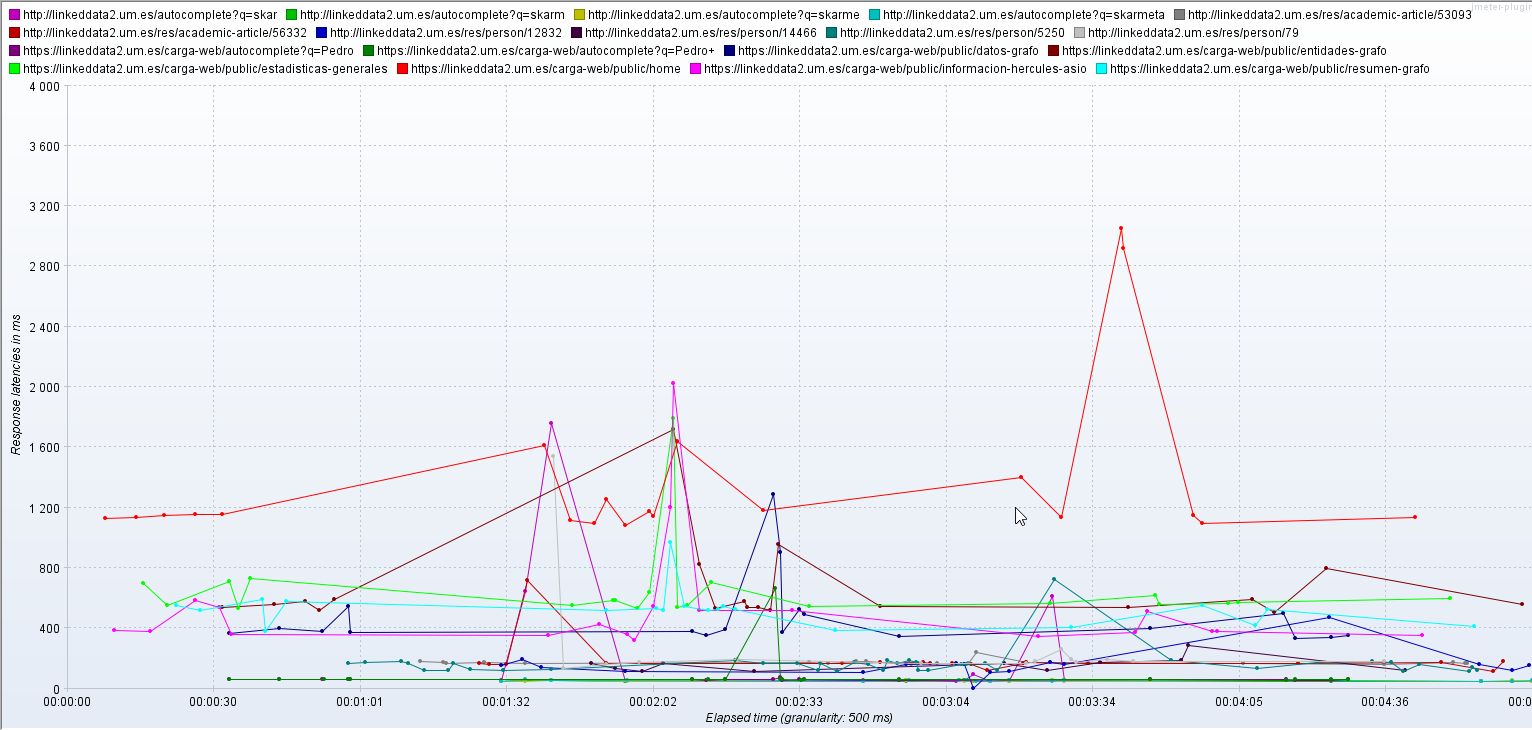 http://linkeddata2.um.es/autocomplete?q=skar http://linkeddata2.um.es/autocomplete?q=skarm http://linkeddata2.um.es/autocomplete?q=skarme http://linkeddata2.um.es/autocomplete?q=skarmeta http://linkeddata2.um.es/res/academic-article/53093
http://linkeddata2.um.es/res/academic-article/56332 http://linkeddata2.um.es/res/person/12832 http://linkeddata2.um.es/res/person/14466 http://linkeddata2.um.es/res/person/5250 http://linkeddata2.um.es/res/person/79
https://linkeddata2.um.es/carga-web/autocomplete?q=Pedro https://linkeddata2.um.es/carga-web/autocomplete?q=Pedro+ https://linkeddata2.um.es/carga-web/public/datos-grafo https://linkeddata2.um.es/carga-web/public/entidades-grafo
https://linkeddata2.um.es/carga-web/public/estadisticas-generales https://linkeddata2.um.es/carga-web/public/home https://linkeddata2.um.es/carga-web/public/informacion-hercules-asio https://linkeddata2.um.es/carga-web/public/resumen-grafo
4 000
3 600
3 200
2 800
2 400
2 000
1 600
1 200
800
400
0
Response latencies in ms
00:00:00 00:00:30 00:01:01 00:01:32 00:02:02 00:02:33 00:03:04 00:03:34 00:04:05 00:04:36 00:0
Elapsed time (granularity: 500 ms)